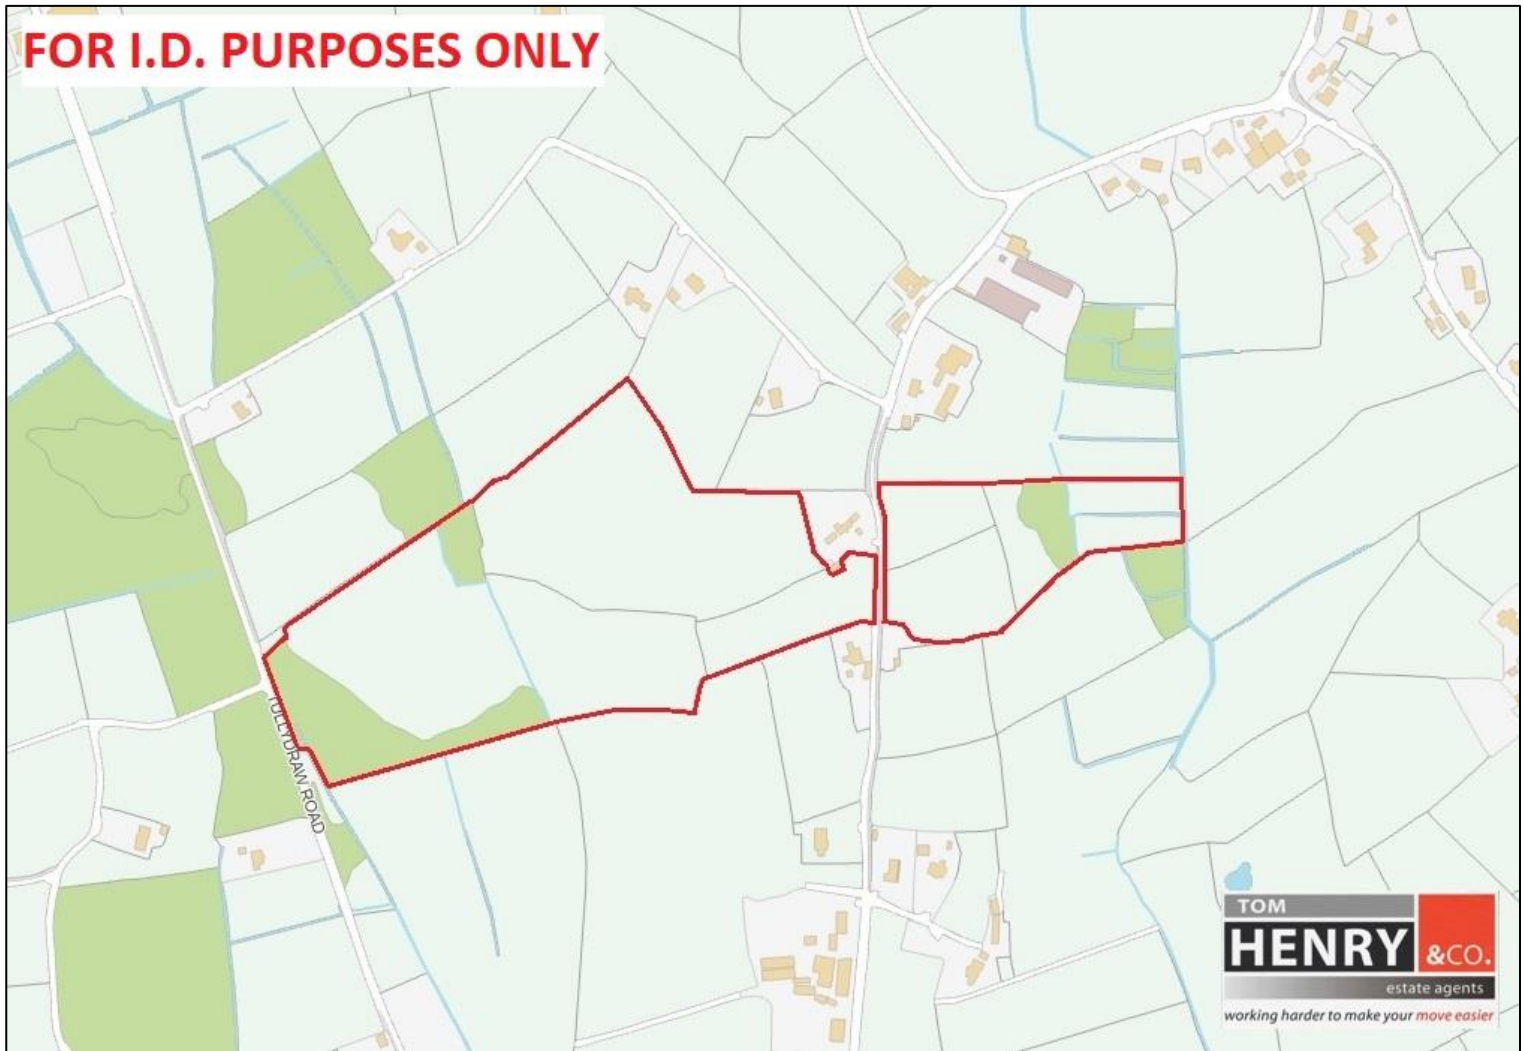 FOR I.D. PURPOSES ONLY
TULLYDRAW ROAD
TOM
HENRY &CO.
estate agents
working harder to make your move easier